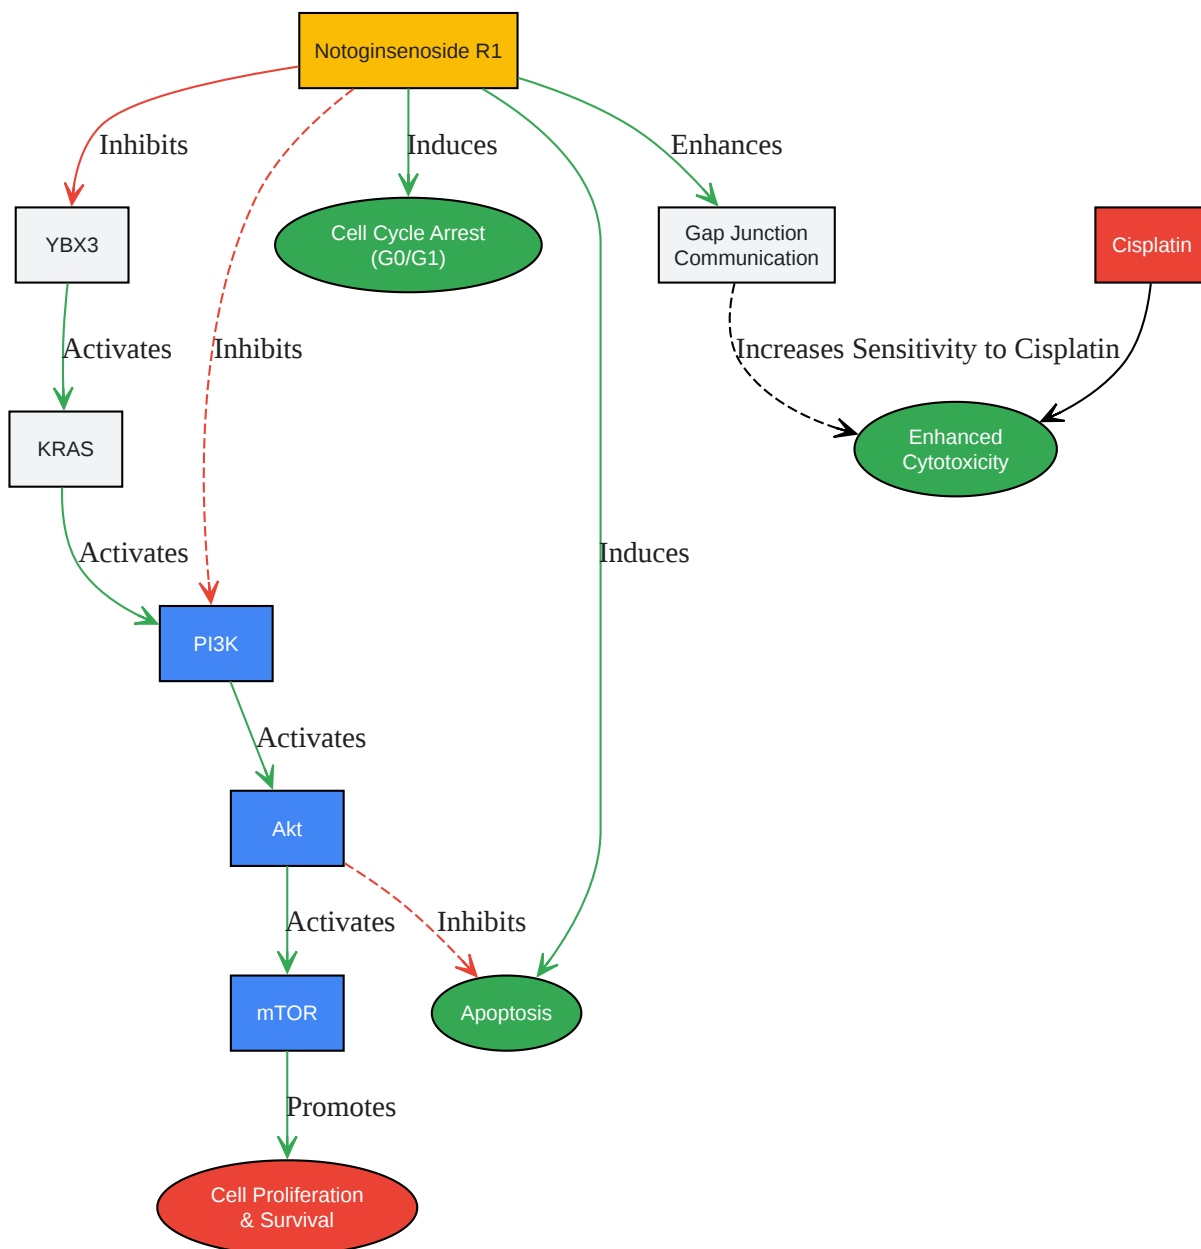 Notoginsenoside R1
Inhibits
Induces
Enhances
YBX3
Cell Cycle Arrest
(G0/G1)
Gap Junction
Communication
Cisplatin
Activates
Inhibits
Increases Sensitivity to Cisplatin
KRAS
Enhanced
Cytotoxicity
Activates
Induces
PI3K
Activates
Akt
Activates
Inhibits
mTOR
Apoptosis
Promotes
Cell Proliferation
& Survival